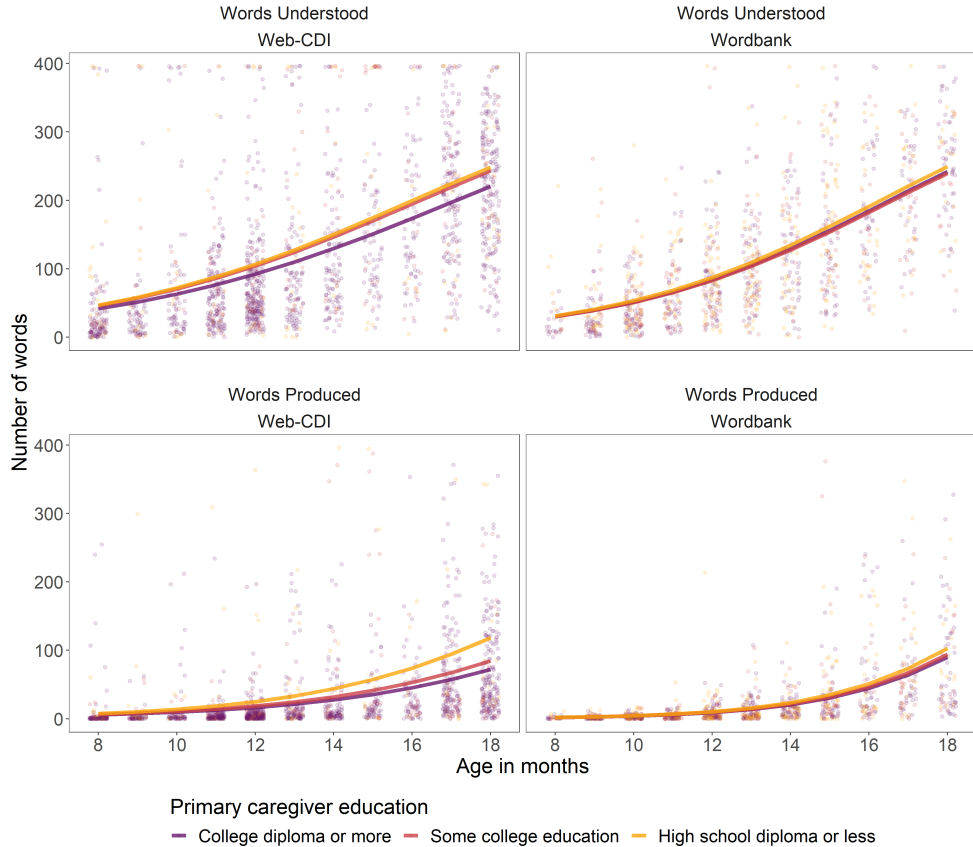 Words Understood
Web-CDI
Words Understood
Wordbank
400
300
200
100
0
Words Produced
Web-CDI
Words Produced
Wordbank
400
300
200
100
0
8 10 12 14 16 18
8 10 12 14 16 18
Number of words
Age in months
Primary caregiver education
College diploma or more
Some college education
High school diploma or less